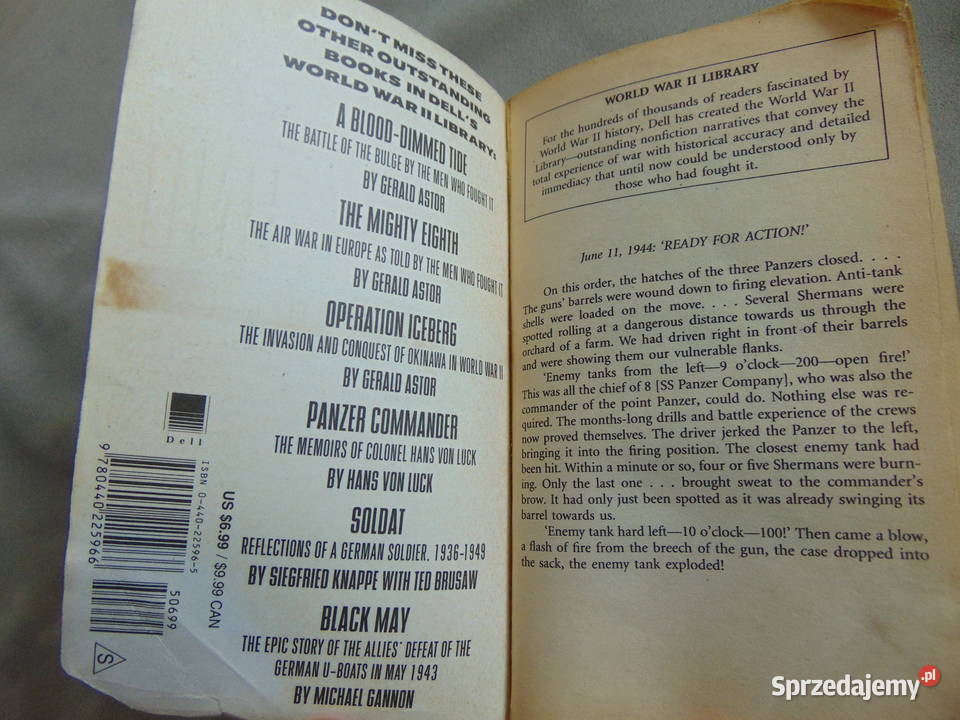 DON'T MISS THESE
OTHER OUTSTANDING
BOOKS IN DELL'S
WORLD WAR II LIBRARY:
A BLOOD-DIMMED TIDE
THE BATTLE OF THE BULGE BY THE MEN WHO FOUGHT IT
BY GERALD ASTOR
THE MIGHTY EIGHTH
THE AIR WAR IN EUROPE AS TOLD BY THE MEN WHO FOUGHT IT
BY GERALD ASTOR
OPERATION ICEBERG
THE INVASION AND CONQUEST OF OKINAWA IN WORLD WAR II
BY GERALD ASTOR
PANZER COMMANDER
THE MEMOIRS OF COLONEL HANS VON LUCK
BY HANS VON LUCK
SOLDAT
REFLECTIONS OF A GERMAN SOLDIER, 1936-1949
BY SIEGFRIED KNAPPE WITH TED BRUSAW
BLACK MAY
THE EPIC STORY OF THE ALLIES' DEFEAT OF THE
GERMAN U-BOATS IN MAY 1943
BY MICHAEL GANNON
Dell
ISBN 0-440-22596-5
9 780440 225966
50699
US $6.99 / $9.99 CAN
S
WORLD WAR II LIBRARY
For the hundreds of thousands of readers fascinated by
World War II history, Dell has created the World War II
Library—outstanding nonfiction narratives that convey the
total experience of war with historical accuracy and detailed
immediacy that until now could be understood only by
those who had fought it.
June 11, 1944: 'READY FOR ACTION!'
On this order, the hatches of the three Panzers closed. . . .
The guns' barrels were wound down to firing elevation. Anti-tank
shells were loaded on the move. . . . Several Shermans were
spotted rolling at a dangerous distance towards us through the
orchard of a farm. We had driven right in front of their barrels
and were showing them our vulnerable flanks.
'Enemy tanks from the left—9 o'clock—200—open fire!'
This was all the chief of 8 [SS Panzer Company], who was also the
commander of the point Panzer, could do. Nothing else was re-
quired. The months-long drills and battle experience of the crews
now proved themselves. The driver jerked the Panzer to the left,
bringing it into the firing position. The closest enemy tank had
been hit. Within a minute or so, four or five Shermans were burn-
ing. Only the last one . . . brought sweat to the commander's
brow. It had only just been spotted as it was already swinging its
barrel towards us.
'Enemy tank hard left—10 o'clock—100!' Then came a blow,
a flash of fire from the breech of the gun, the case dropped into
the sack, the enemy tank exploded!
Sprzedajemy.pl